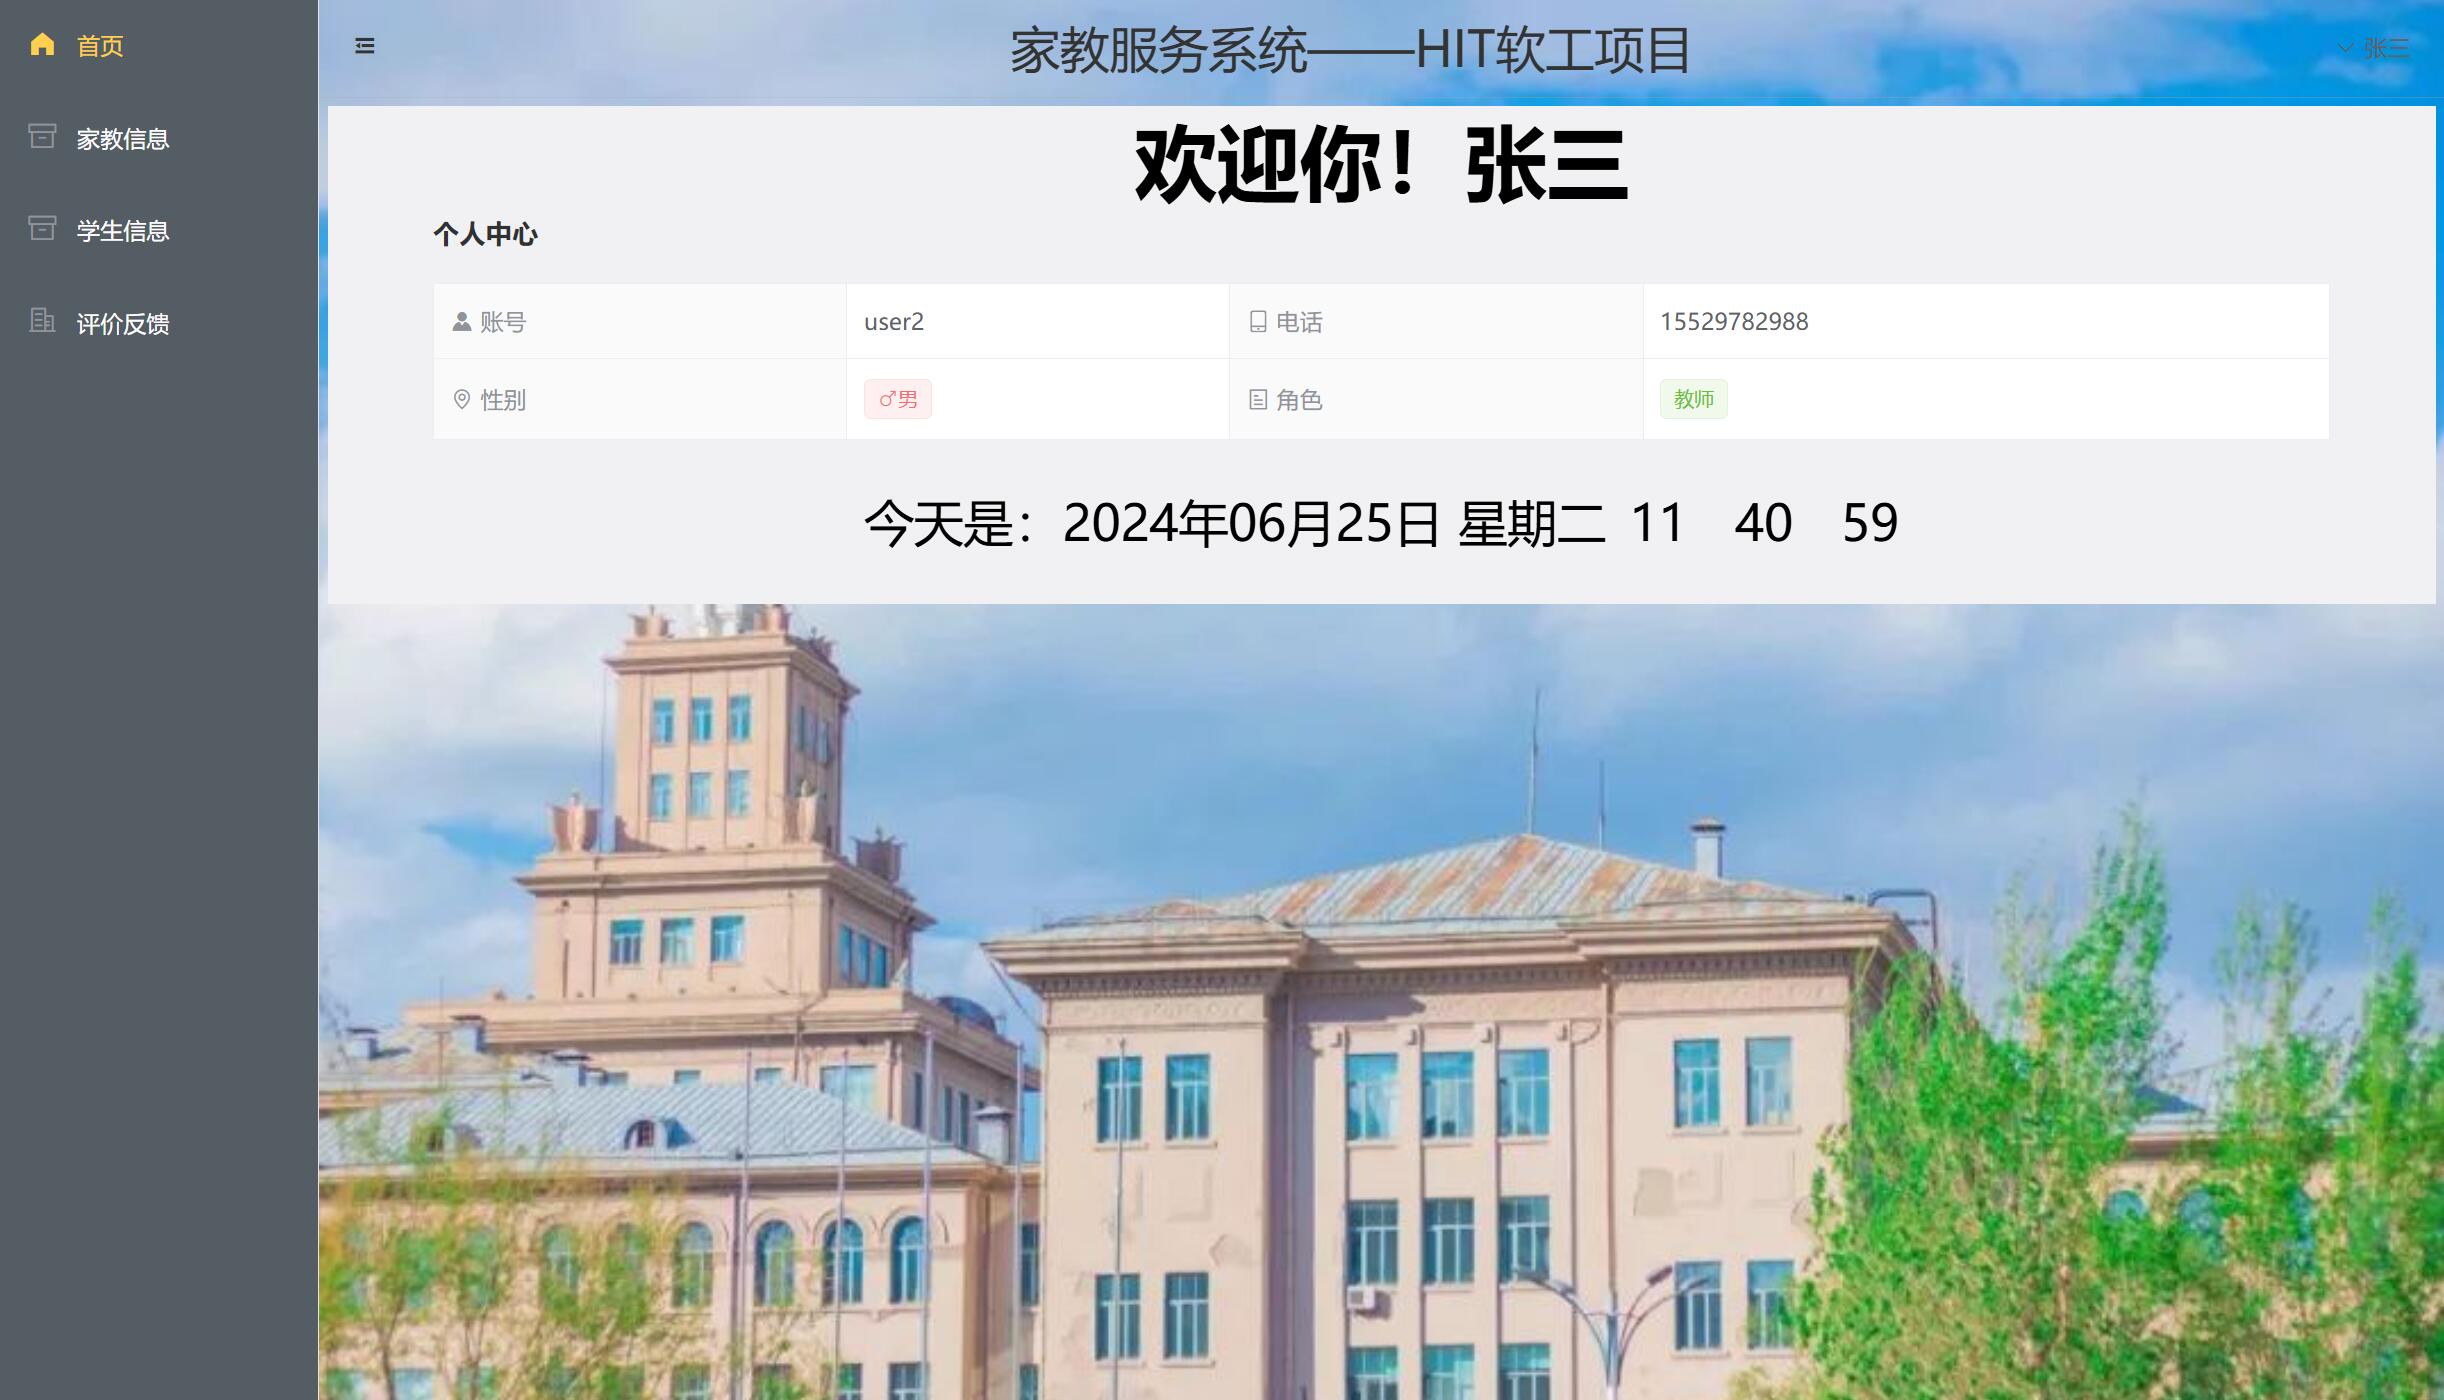 首页
家教信息
学生信息
评价反馈
家教服务系统——HIT软工项目
张三
欢迎你！张三
个人中心
账号 user2 电话 15529782988
性别 ♂男 角色 教师
今天是：2024年06月25日 星期二 11 40 59